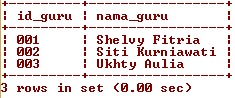 +---------+-----------------+
| id_guru | nama_guru       |
+---------+-----------------+
| 001     | Shelvy Fitria   |
| 002     | Siti Kurniawati |
| 003     | Ukhty Aulia     |
+---------+-----------------+
3 rows in set (0.00 sec)